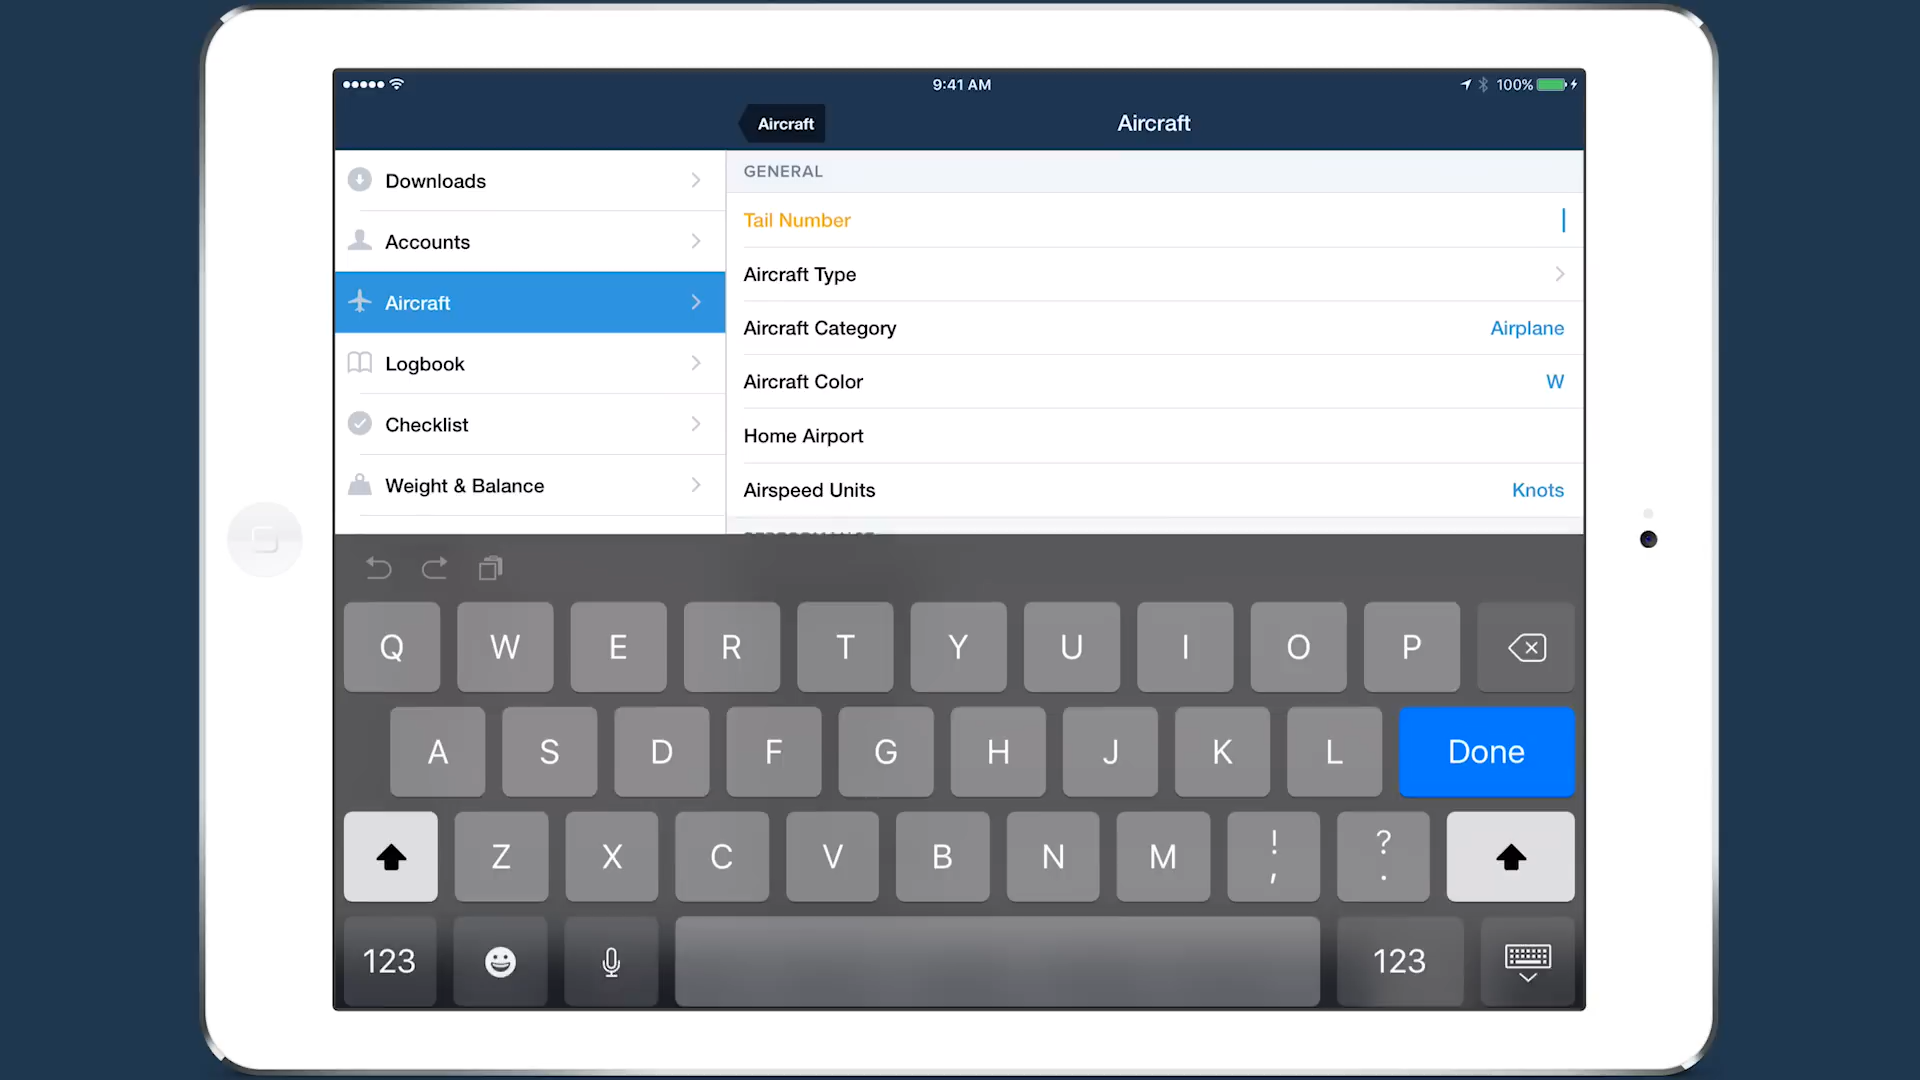 9:41 AM
100%
Aircraft
Aircraft
Downloads
Accounts
Aircraft
Logbook
Checklist
Weight & Balance
GENERAL
Tail Number
Aircraft Type
Aircraft Category Airplane
Aircraft Color W
Home Airport
Airspeed Units Knots
PERFORMANCE
Q W E R T Y U I O P
A S D F G H J K L Done
Z X C V B N M ! , ? .
123 123